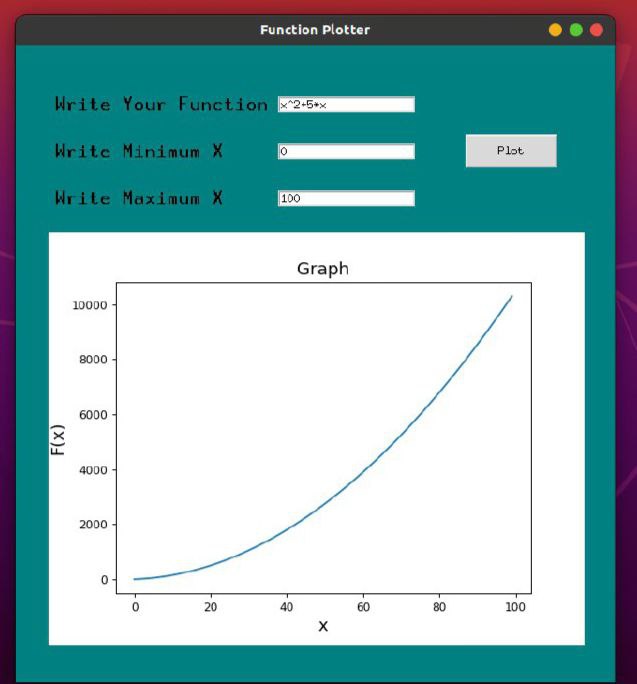 Function Plotter
Write Your Function x^2+5*x
Write Minimum X 0 Plot
Write Maximum X 100
Graph
10000
8000
6000
4000
2000
0
F(x)
0 20 40 60 80 100
x